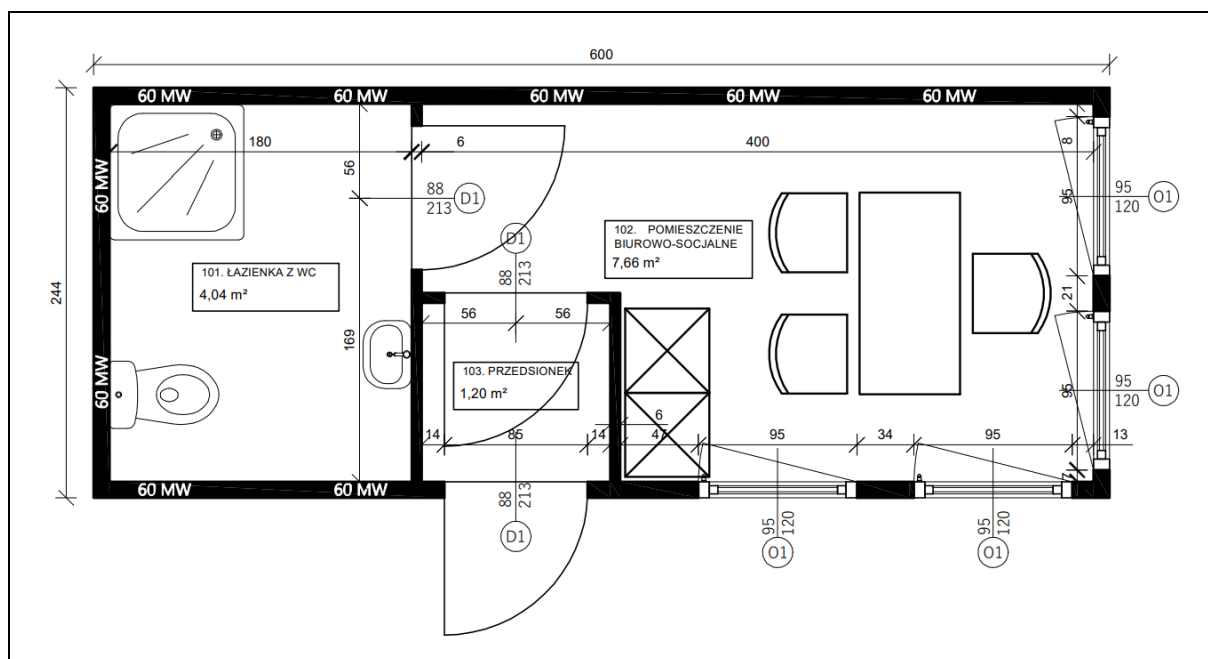 600
60 MW
60 MW
60 MW
60 MW
60 MW
180
6
400
56
8
60 MW
88
213
D1
95
95
120
O1
102. POMIESZCZENIE
BIUROWO-SOCJALNE
7,66 m²
D1
88
213
101. ŁAZIENKA Z WC
4,04 m²
244
21
56
56
169
103. PRZEDSIONEK
1,20 m²
60 MW
95
95
120
O1
6
14
85
14
47
95
34
95
13
7
60 MW
60 MW
88
213
D1
95
120
O1
95
120
O1